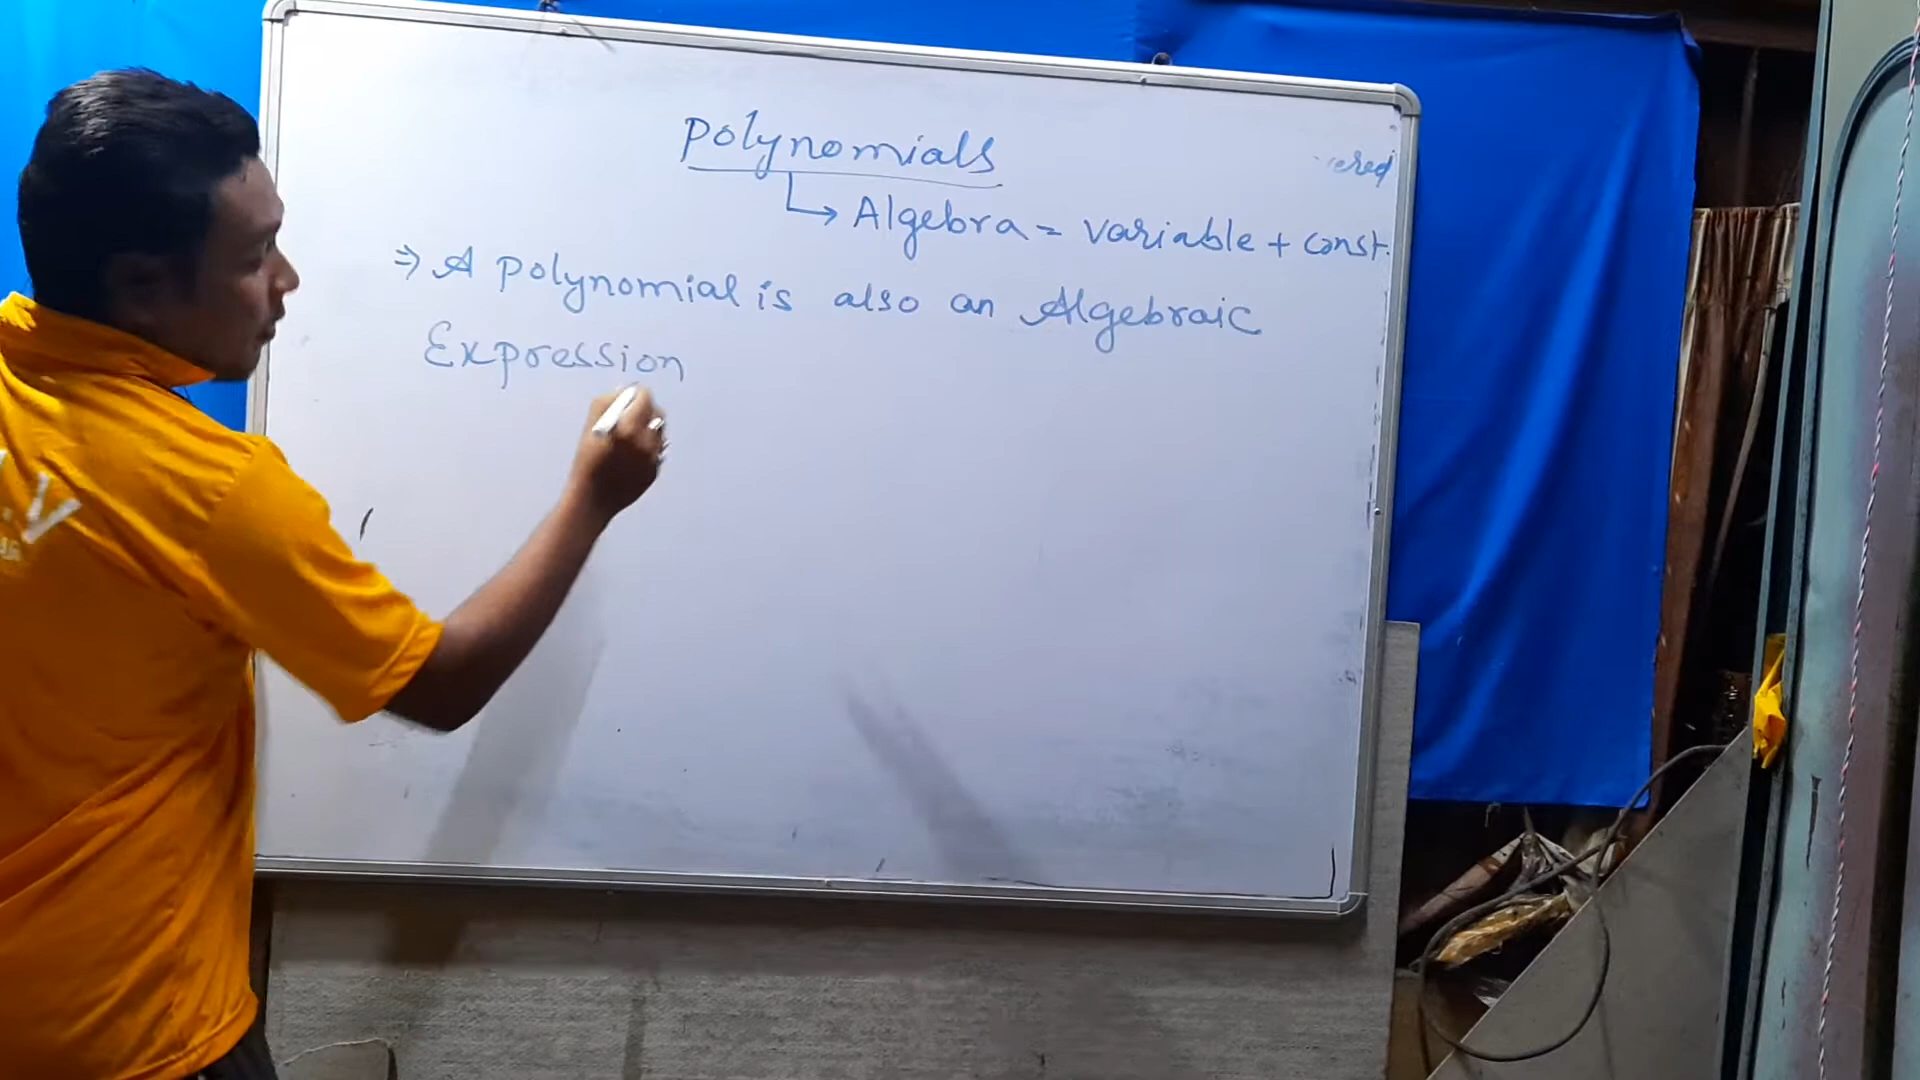 Polynomials
↳ Algebra = variable + const.
⇒ A polynomial is also an Algebraic
Expression